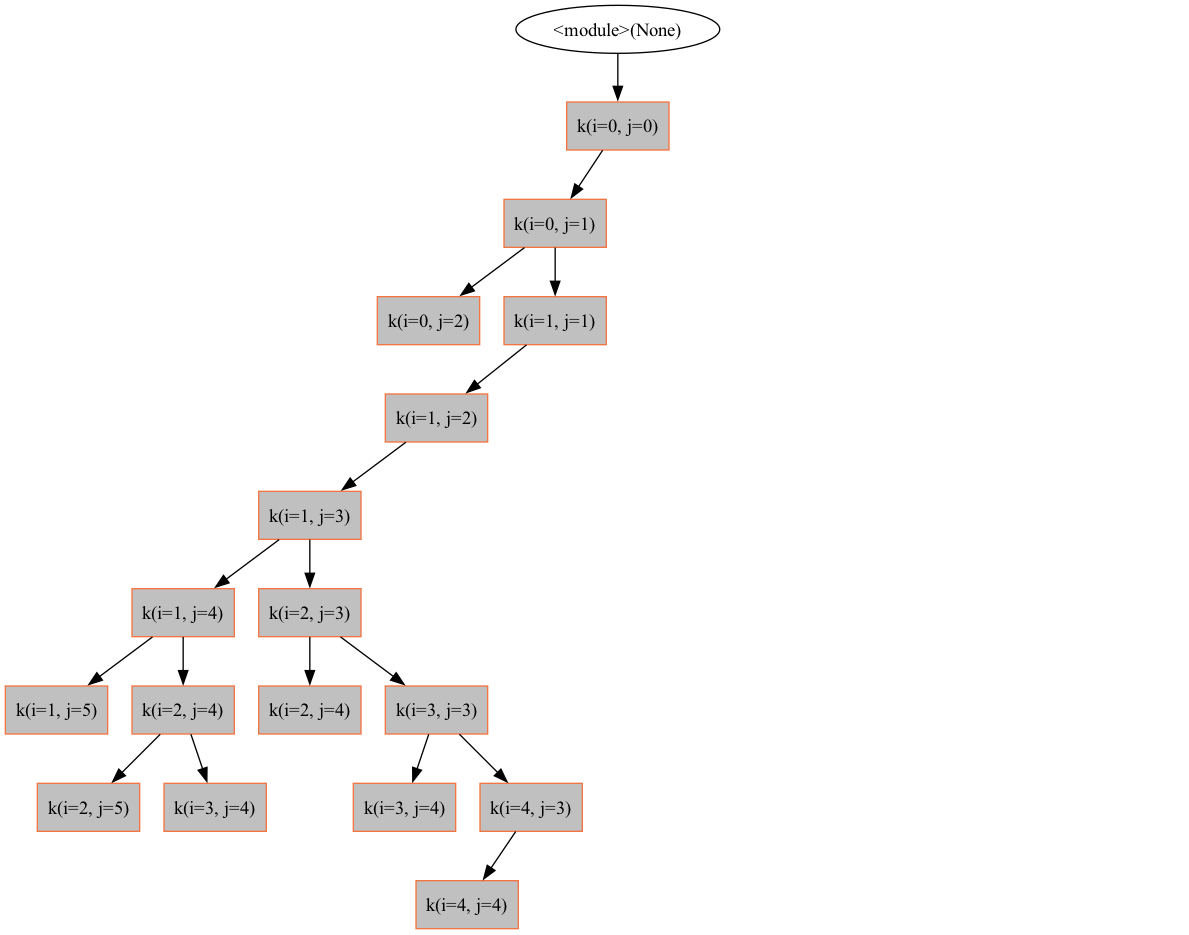 <module>(None)
k(i=0, j=0)
k(i=0, j=1)
k(i=0, j=2)
k(i=1, j=1)
k(i=1, j=2)
k(i=1, j=3)
k(i=1, j=4)
k(i=2, j=3)
k(i=1, j=5)
k(i=2, j=4)
k(i=2, j=4)
k(i=3, j=3)
k(i=2, j=5)
k(i=3, j=4)
k(i=3, j=4)
k(i=4, j=3)
k(i=4, j=4)